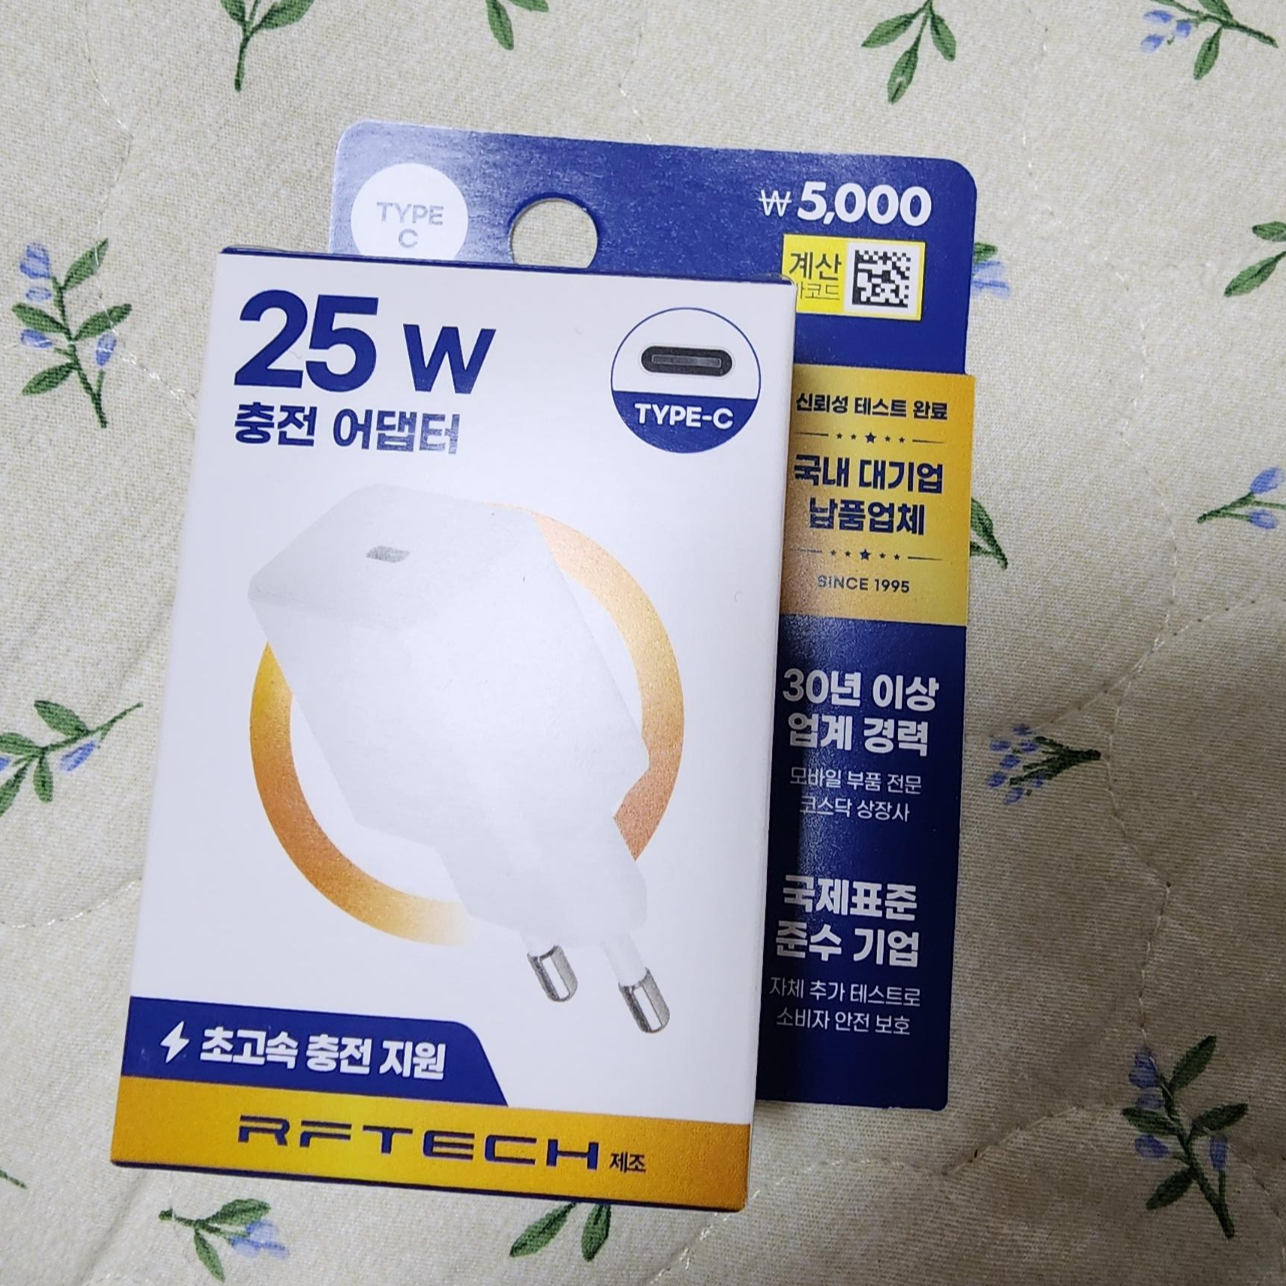 TYPE
C
₩5,000
계산
바코드
25 W
충전 어댑터
TYPE-C
신뢰성 테스트 완료
국내 대기업
납품업체
SINCE 1995
30년 이상
업계 경력
모바일 부품 전문
코스닥 상장사
국제표준
준수 기업
자체 추가 테스트로
소비자 안전 보호
초고속 충전 지원
RFTECH 제조